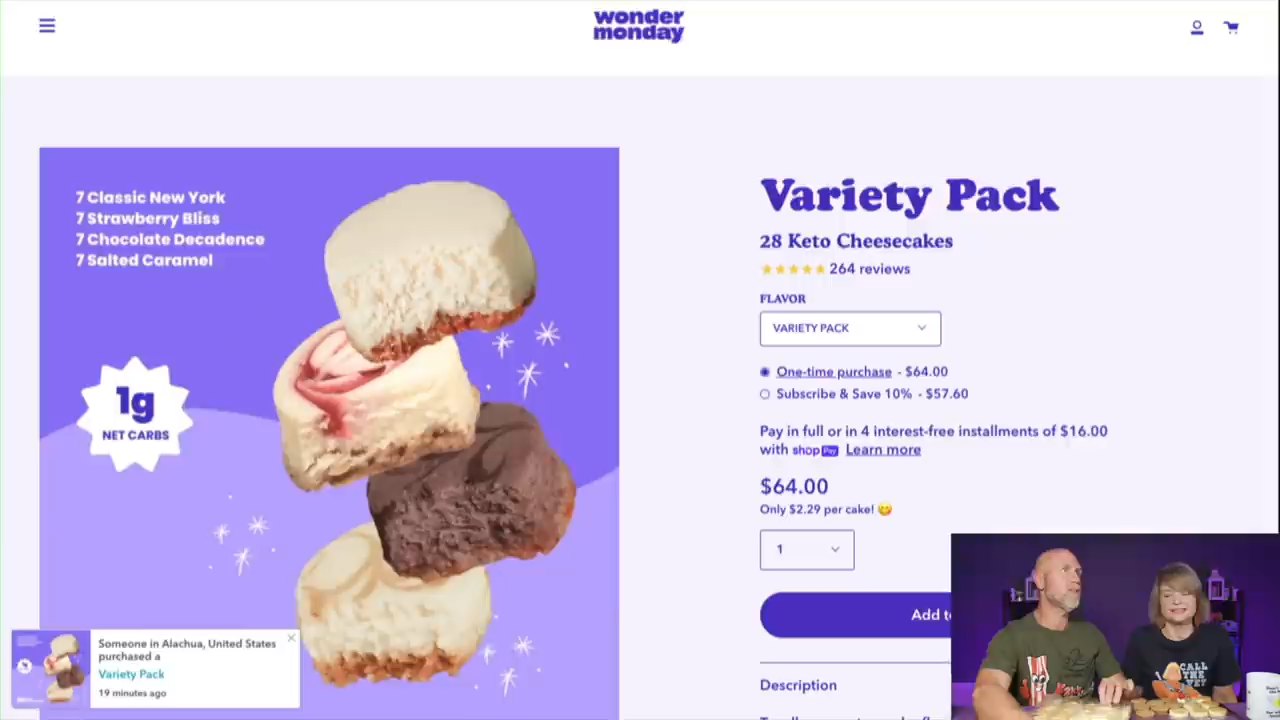 wonder
monday
7 Classic New York
7 Strawberry Bliss
7 Chocolate Decadence
7 Salted Caramel
1g
NET CARBS
Variety Pack
28 Keto Cheesecakes
264 reviews
FLAVOR
VARIETY PACK
One-time purchase - $64.00
Subscribe & Save 10% - $57.60
Pay in full or in 4 interest-free installments of $16.00
with shop Pay Learn more
$64.00
Only $2.29 per cake! 😋
1
Add
Description
Someone in Alachua, United States
purchased a
Variety Pack
19 minutes ago
CALL
THE
VET